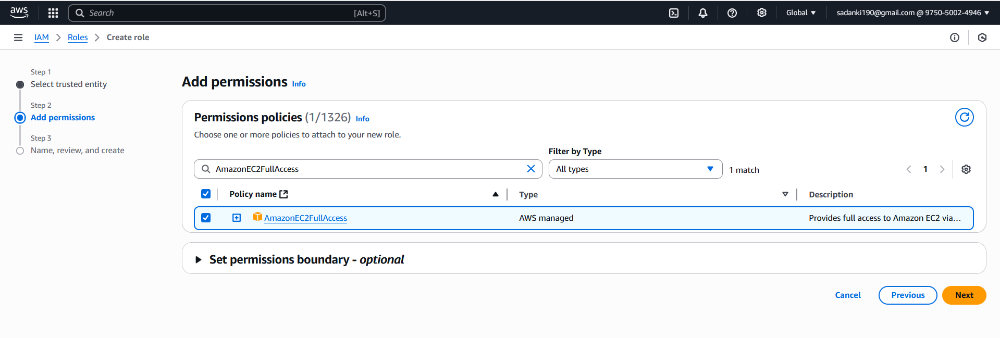 aws
Search [Alt+S]
Global
sadanki190@gmail.com @ 9750-5002-4946
IAM
Roles
Create role
Step 1
Select trusted entity
Step 2
Add permissions
Step 3
Name, review, and create
Add permissions Info
Permissions policies (1/1326) Info
Choose one or more policies to attach to your new role.
Filter by Type
AmazonEC2FullAccess
All types
1 match
1
Policy name
Type
Description
AmazonEC2FullAccess
AWS managed
Provides full access to Amazon EC2 via...
Set permissions boundary - optional
Cancel
Previous
Next